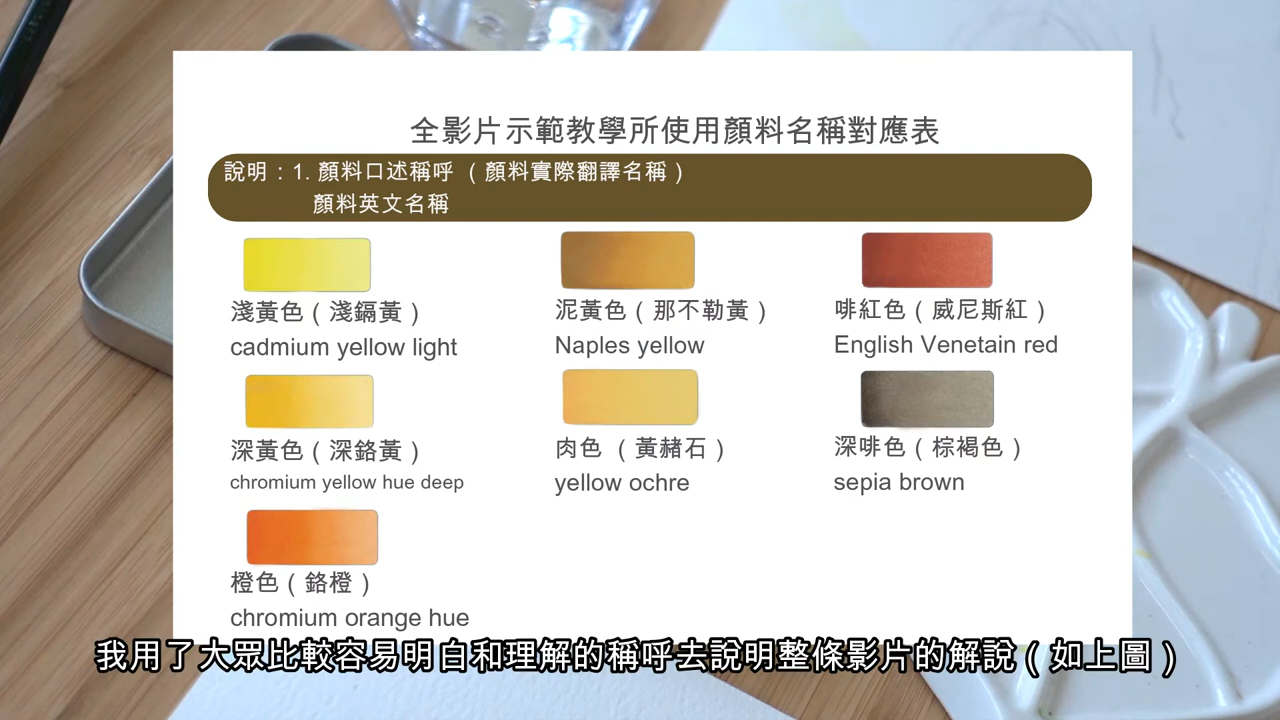 全影片示範教學所使用顏料名稱對應表
說明：1. 顏料口述稱呼 （顏料實際翻譯名稱）
顏料英文名稱
淺黃色（淺鎘黃）
cadmium yellow light
泥黃色（那不勒黃）
Naples yellow
啡紅色（威尼斯紅）
English Venetain red
深黃色（深鉻黃）
chromium yellow hue deep
肉色 （黃赭石）
yellow ochre
深啡色（棕褐色）
sepia brown
橙色（鉻橙）
chromium orange hue
我用了大眾比較容易明白和理解的稱呼去說明整條影片的解說（如上圖）